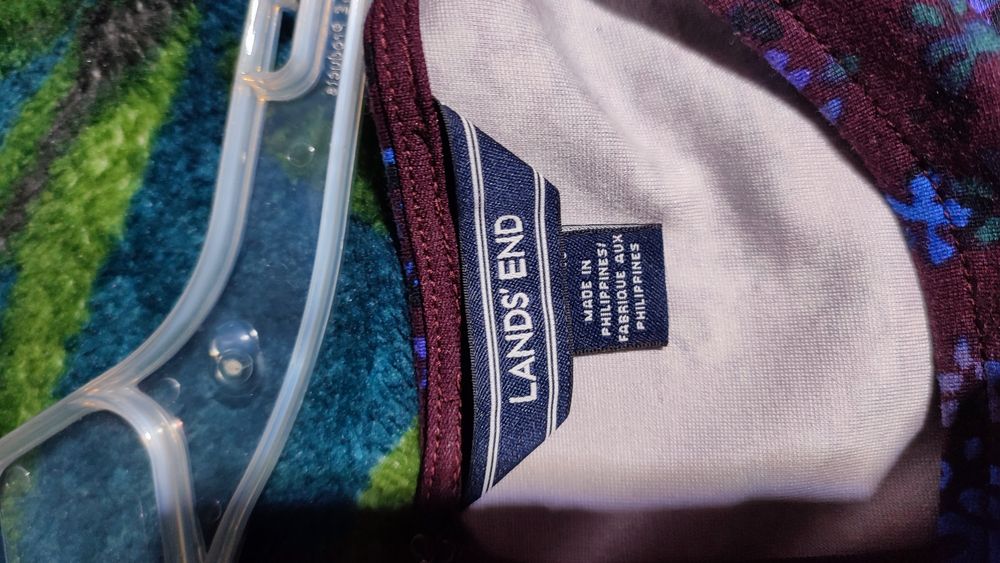 LANDS' END
MADE IN
PHILIPPINES/
FABRIQUE AUX
PHILIPPINES